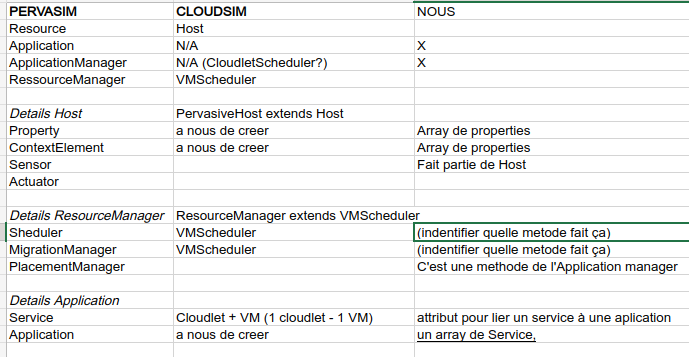 PERVASIM CLOUDSIM NOUS
Resource Host
Application N/A X
ApplicationManager N/A (CloudletScheduler?) X
RessourceManager VMScheduler
Details Host PervasiveHost extends Host
Property a nous de creer Array de properties
ContextElement a nous de creer Array de properties
Sensor Fait partie de Host
Actuator
Details ResourceManager ResourceManager extends VMScheduler
Sheduler VMScheduler (indentifier quelle metode fait ça)
MigrationManager VMScheduler (indentifier quelle metode fait ça)
PlacementManager C'est une methode de l'Application manager
Details Application
Service Cloudlet + VM (1 cloudlet - 1 VM) attribut pour lier un service à une aplication
Application a nous de creer un array de Service,